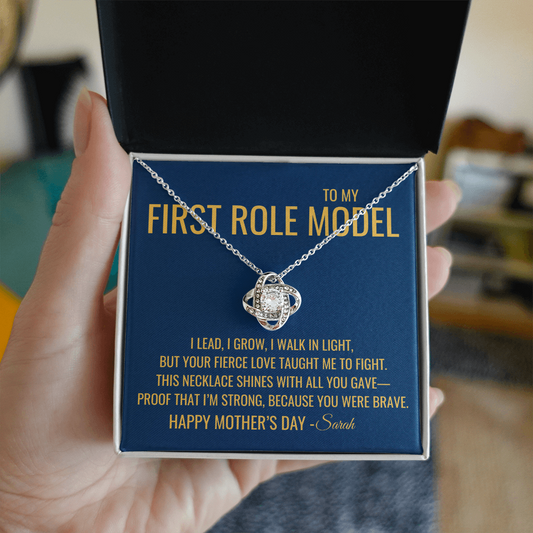 TO MY
FIRST ROLE MODEL
I LEAD, I GROW, I WALK IN LIGHT,
BUT YOUR FIERCE LOVE TAUGHT ME TO FIGHT.
THIS NECKLACE SHINES WITH ALL YOU GAVE—
PROOF THAT I'M STRONG, BECAUSE YOU WERE BRAVE.
HAPPY MOTHER'S DAY -Sarah